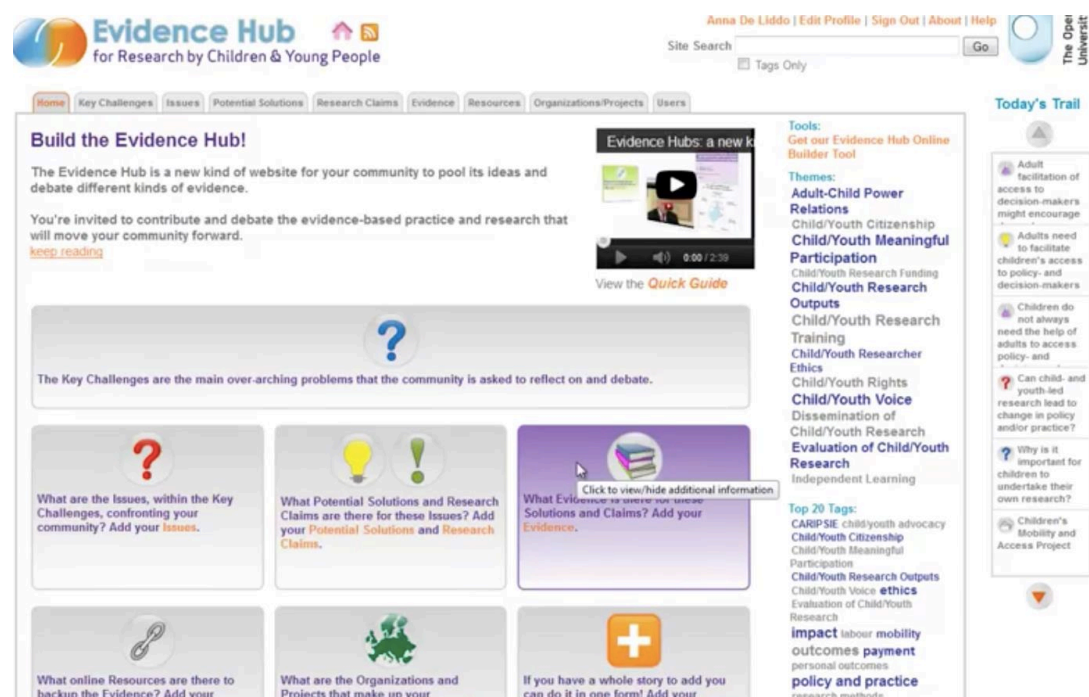 Evidence Hub
for Research by Children & Young People
Anna De Liddo | Edit Profile | Sign Out | About | Help
Site Search
Go
Tags Only
The Open
University
Home
Key Challenges
Issues
Potential Solutions
Research Claims
Evidence
Resources
Organizations/Projects
Users
Build the Evidence Hub!
The Evidence Hub is a new kind of website for your community to pool its ideas and
debate different kinds of evidence.
You're invited to contribute and debate the evidence-based practice and research that
will move your community forward.
keep reading
Evidence Hubs: a new k
0:00 / 2:39
View the Quick Guide
The Key Challenges are the main over-arching problems that the community is asked to reflect on and debate.
What are the Issues, within the Key
Challenges, confronting your
community? Add your Issues.
What Potential Solutions and Research
Claims are there for these Issues? Add
your Potential Solutions and Research
Claims.
Click to view/hide additional information
What Evidence is there for these
Solutions and Claims? Add your
Evidence.
What online Resources are there to
backup the Evidence? Add your
What are the Organizations and
Projects that make up your
If you have a whole story to add you
can do it in one form! Add your
Tools:
Get our Evidence Hub Online
Builder Tool
Themes:
Adult-Child Power
Relations
Child/Youth Citizenship
Child/Youth Meaningful
Participation
Child/Youth Research Funding
Child/Youth Research
Outputs
Child/Youth Research
Training
Child/Youth Researcher
Ethics
Child/Youth Rights
Child/Youth Voice
Dissemination of
Child/Youth Research
Evaluation of Child/Youth
Research
Independent Learning
Top 20 Tags:
CARIPSIE child/youth advocacy
Child/Youth Citizenship
Child/Youth Meaningful
Participation
Child/Youth Research Outputs
Child/Youth Voice ethics
Evaluation of Child/Youth
Research
impact labour mobility
outcomes payment
personal outcomes
policy and practice
research methods
Today's Trail
Adult
facilitation of
access to
decision-makers
might encourage
Adults need
to facilitate
children's access
to policy- and
decision-makers
Children do
not always
need the help of
adults to access
policy- and
Can child- and
youth-led
research lead to
change in policy
and/or practice?
Why is it
important for
children to
undertake their
own research?
Children's
Mobility and
Access Project